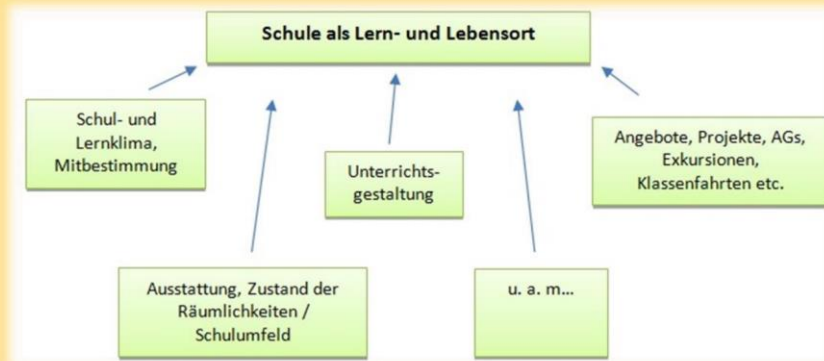 Schule als Lern- und Lebensort
Schul- und
Lernklima,
Mitbestimmung
Unterrichts-
gestaltung
Angebote, Projekte, AGs,
Exkursionen,
Klassenfahrten etc.
Ausstattung, Zustand der
Räumlichkeiten /
Schulumfeld
u. a. m...